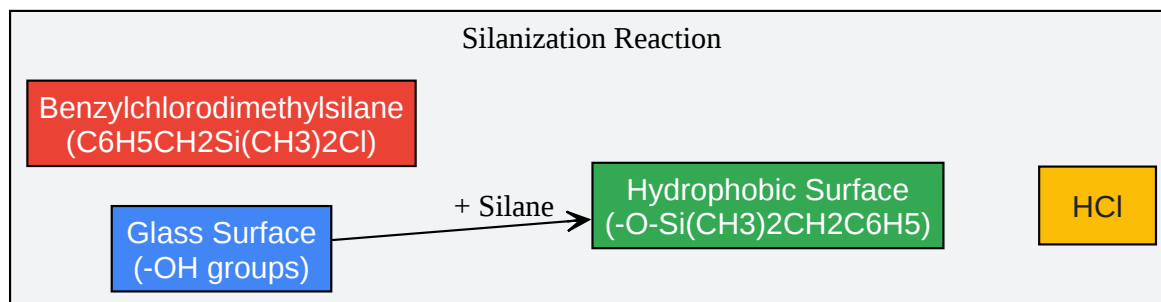 Silanization Reaction
Benzylchlorodimethylsilane
(C6H5CH2Si(CH3)2Cl)
Glass Surface
(-OH groups)
+ Silane
Hydrophobic Surface
(-O-Si(CH3)2CH2C6H5)
HCl